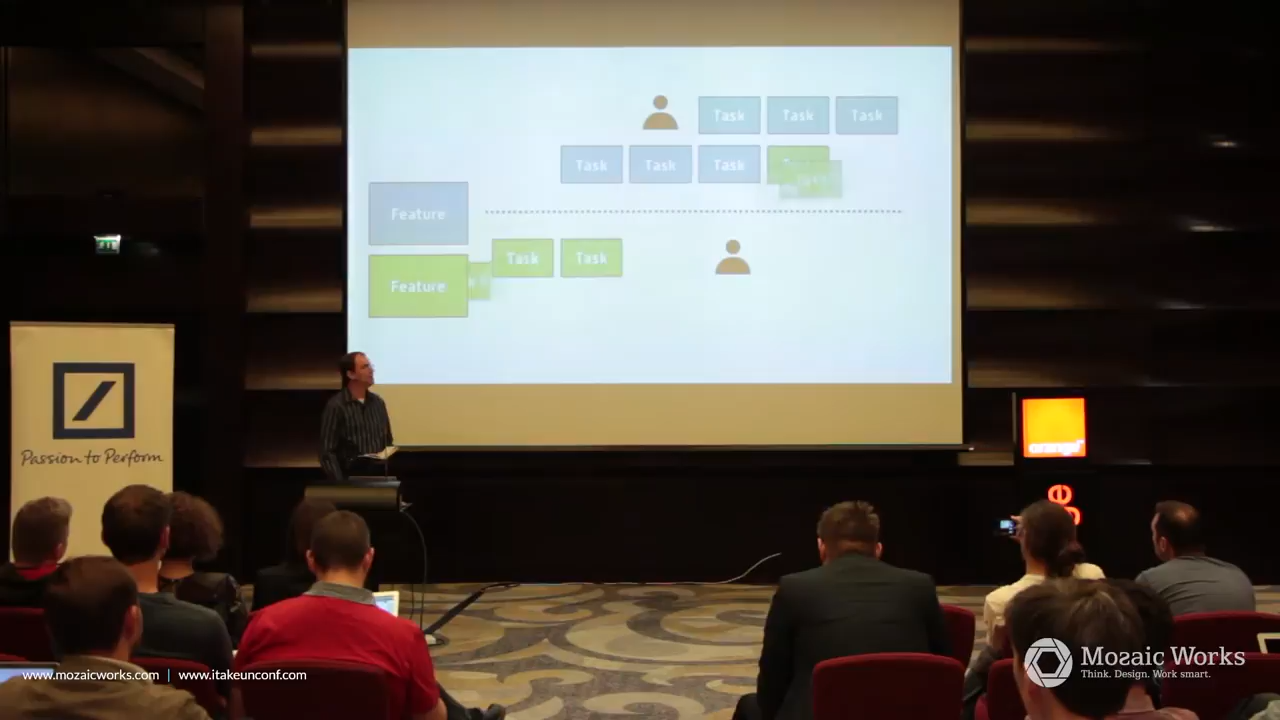 Task Task Task
Task Task Task
Feature
Task Task
Feature
Passion to Perform
orange™
Mozaic Works
Think. Design. Work smart.
www.mozaicworks.com | www.itakeunconf.com